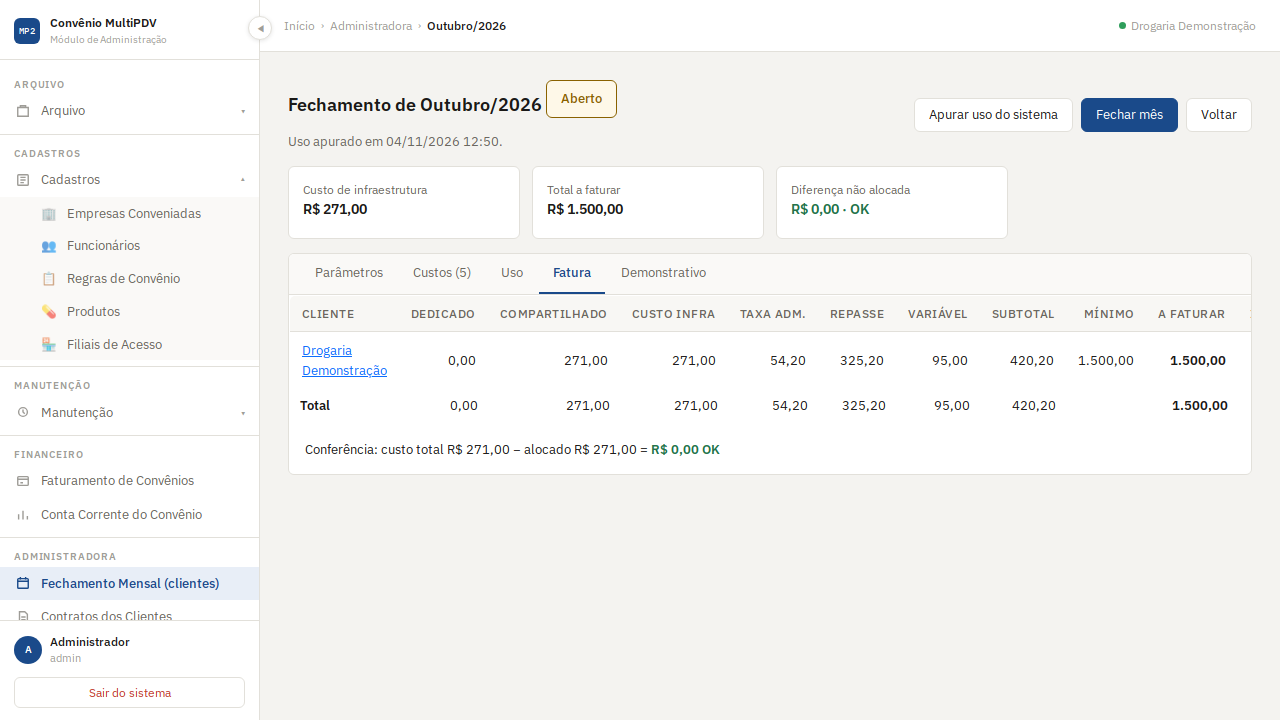 MP2
Convênio MultiPDV
Módulo de Administração
ARQUIVO
Arquivo
CADASTROS
Cadastros
Empresas Conveniadas
Funcionários
Regras de Convênio
Produtos
Filiais de Acesso
MANUTENÇÃO
Manutenção
FINANCEIRO
Faturamento de Convênios
Conta Corrente do Convênio
ADMINISTRADORA
Fechamento Mensal (clientes)
Contratos dos Clientes
A
Administrador
admin
Sair do sistema
Início › Administradora › Outubro/2026
Drogaria Demonstração
Fechamento de Outubro/2026 Aberto
Uso apurado em 04/11/2026 12:50.
Apurar uso do sistema Fechar mês Voltar
Custo de infraestrutura
R$ 271,00
Total a faturar
R$ 1.500,00
Diferença não alocada
R$ 0,00 · OK
Parâmetros Custos (5) Uso Fatura Demonstrativo
CLIENTE DEDICADO COMPARTILHADO CUSTO INFRA TAXA ADM. REPASSE VARIÁVEL SUBTOTAL MÍNIMO A FATURAR
Drogaria Demonstração 0,00 271,00 271,00 54,20 325,20 95,00 420,20 1.500,00 1.500,00
Total 0,00 271,00 271,00 54,20 325,20 95,00 420,20 1.500,00
Conferência: custo total R$ 271,00 – alocado R$ 271,00 = R$ 0,00 OK